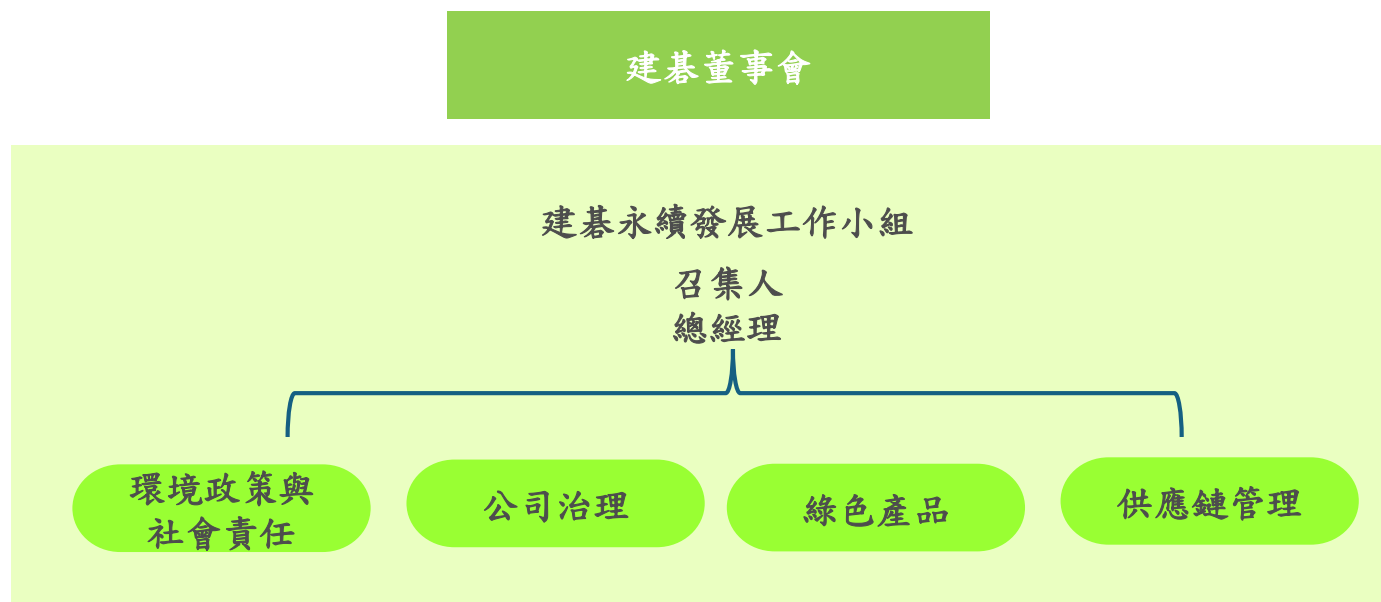 建碁董事會
建碁永續發展工作小組
召集人
總經理
環境政策與
社會責任
公司治理
綠色產品
供應鏈管理